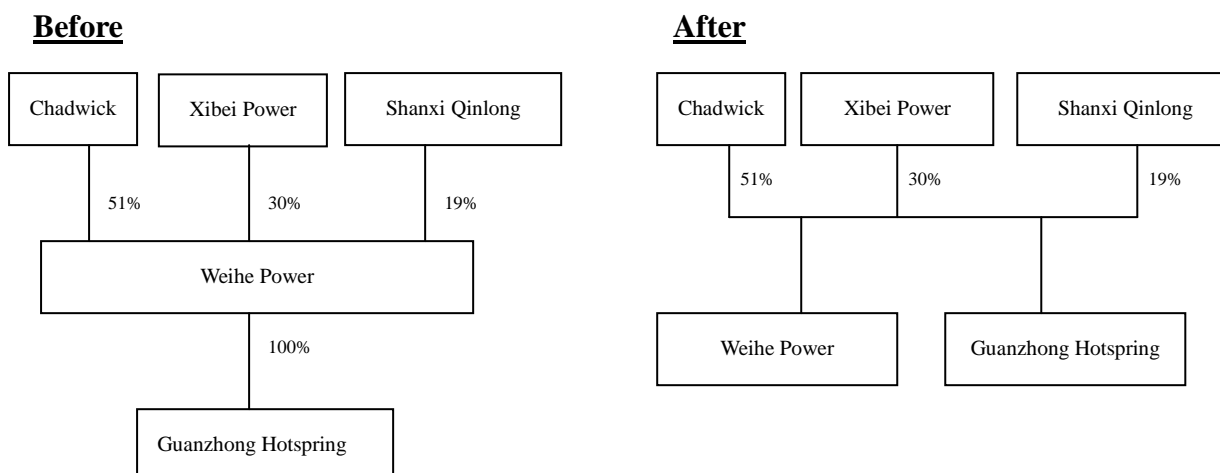 Before
Chadwick
Xibei Power
Shanxi Qinlong
51%
30%
19%
Weihe Power
100%
Guanzhong Hotspring
After
Chadwick
Xibei Power
Shanxi Qinlong
51%
30%
19%
Weihe Power
Guanzhong Hotspring